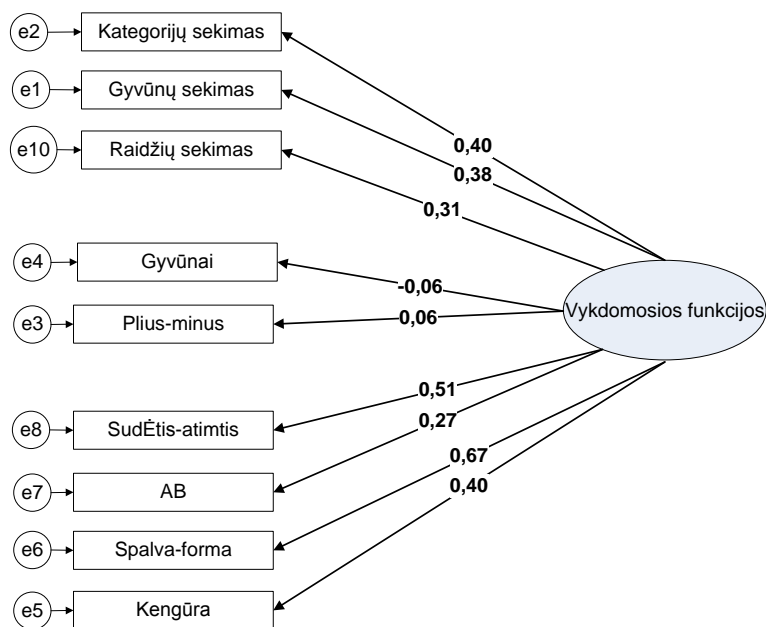 e2
Kategorijų sekimas
e1
Gyvūnų sekimas
e10
Raidžių sekimas
0,40
0,38
0,31
e4
Gyvūnai
-0,06
e3
Plius-minus
0,06
Vykdomosios funkcijos
e8
SudĖtis-atimtis
0,51
e7
AB
0,27
e6
Spalva-forma
0,67
e5
Kengūra
0,40